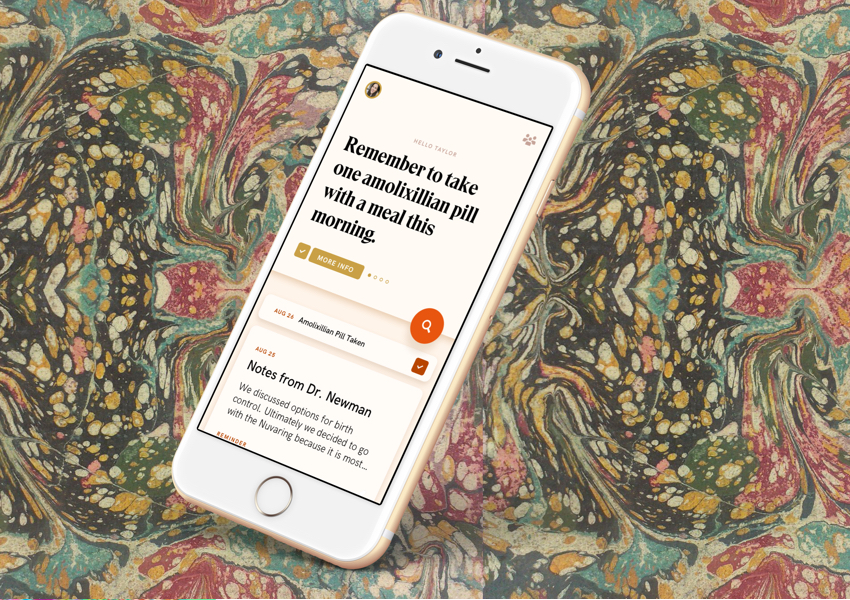 HELLO TAYLOR
Remember to take
one amolixillian pill
with a meal this
morning.
MORE INFO
AUG 26 Amolixillian Pill Taken
AUG 25
Notes from Dr. Newman
We discussed options for birth
control. Ultimately we decided to go
with the Nuvaring because it is most...
REMINDER